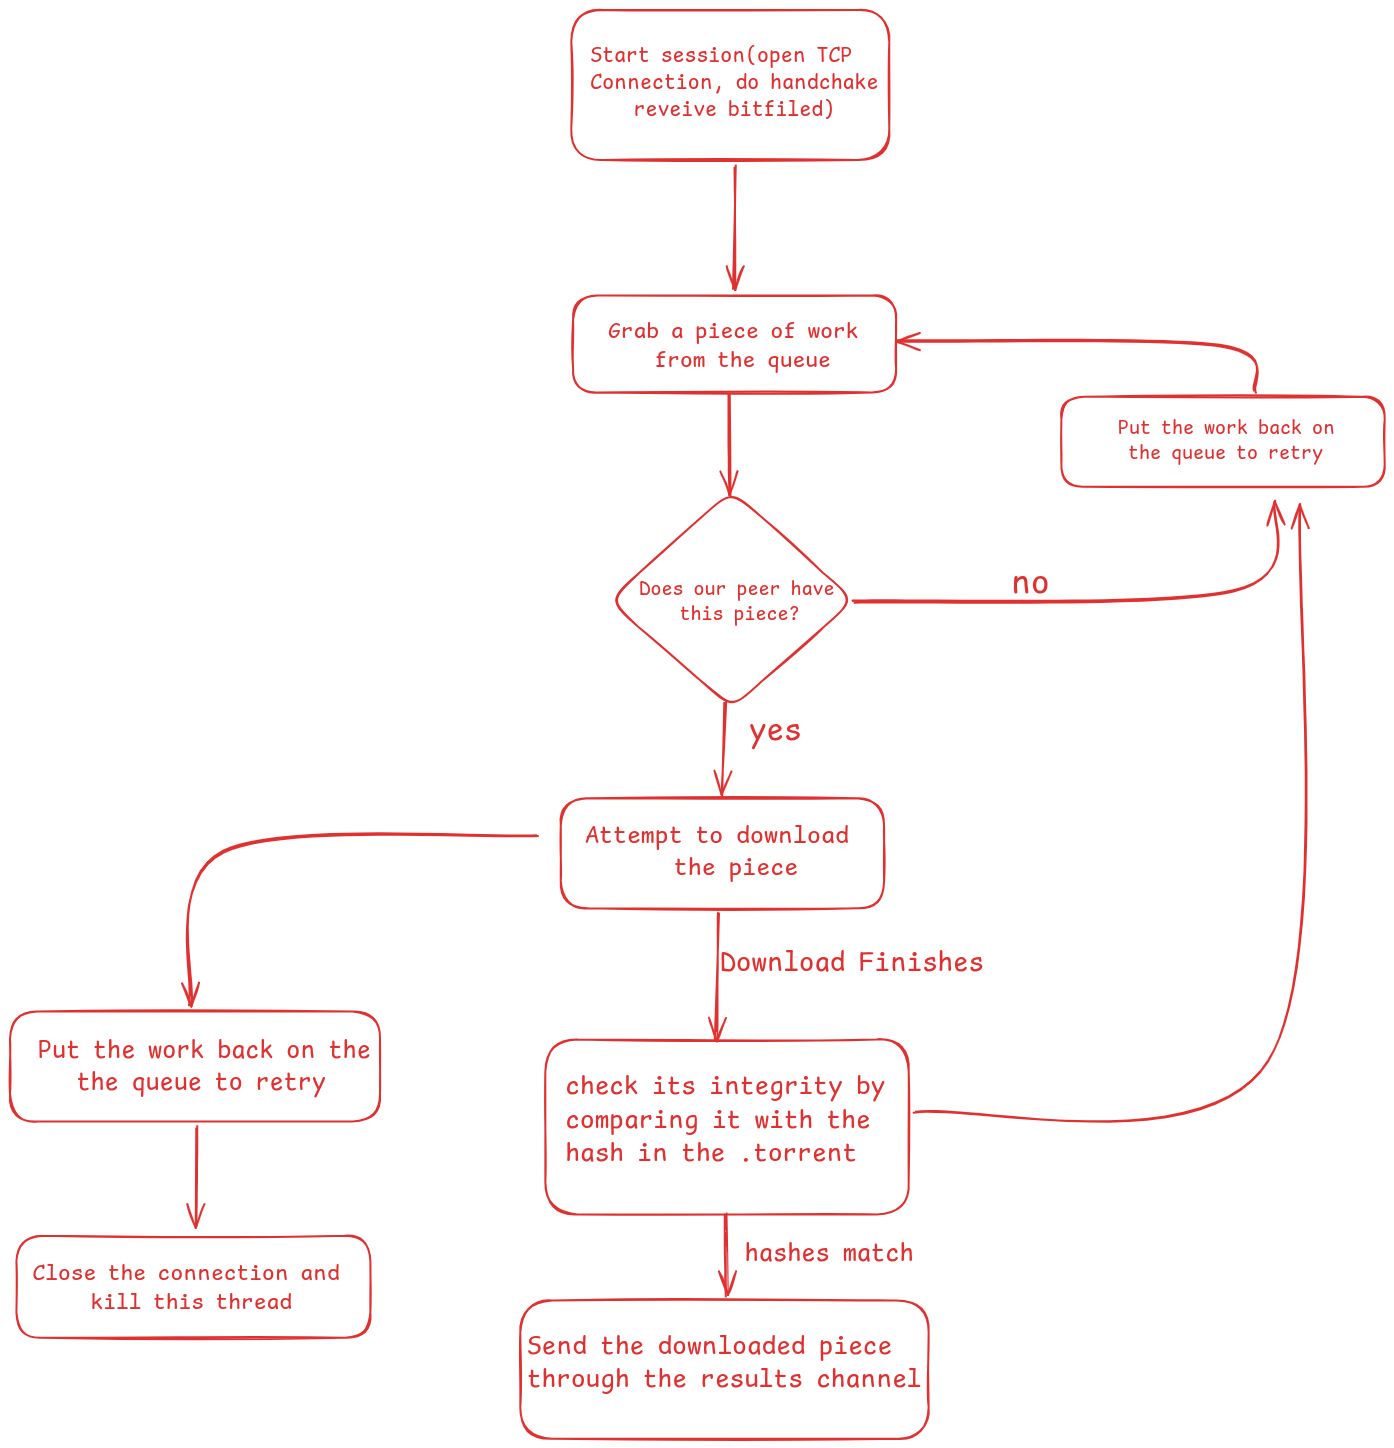 Start session(open TCP
Connection, do handchake
reveive bitfiled)
Grab a piece of work
from the queue
Put the work back on
the queue to retry
Does our peer have
this piece?
no
yes
Attempt to download
the piece
Download Finishes
Put the work back on the
the queue to retry
check its integrity by
comparing it with the
hash in the .torrent
Close the connection and
kill this thread
hashes match
Send the downloaded piece
through the results channel